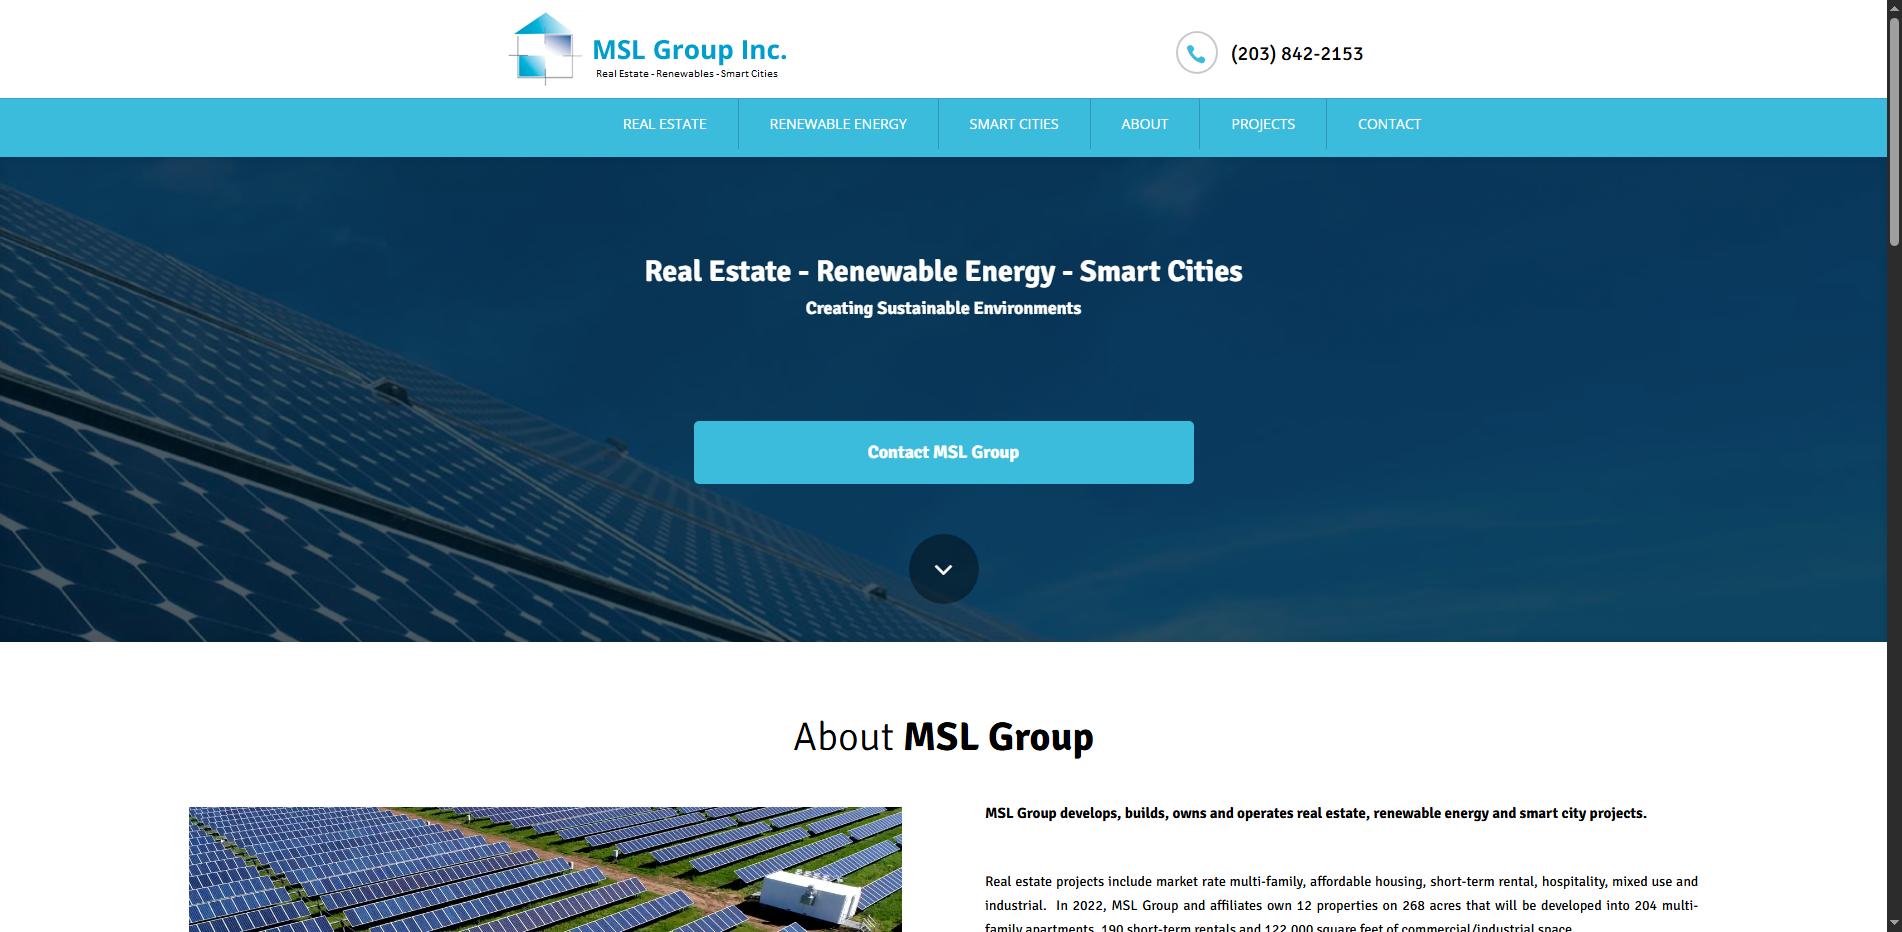 MSL Group Inc.
Real Estate - Renewables - Smart Cities
(203) 842-2153
REAL ESTATE
RENEWABLE ENERGY
SMART CITIES
ABOUT
PROJECTS
CONTACT
Real Estate - Renewable Energy - Smart Cities
Creating Sustainable Environments
Contact MSL Group
About MSL Group
MSL Group develops, builds, owns and operates real estate, renewable energy and smart city projects.
Real estate projects include market rate multi-family, affordable housing, short-term rental, hospitality, mixed use and
industrial.  In 2022, MSL Group and affiliates own 12 properties on 268 acres that will be developed into 204 multi-
family apartments, 190 short-term rentals and 122,000 square feet of commercial/industrial space.